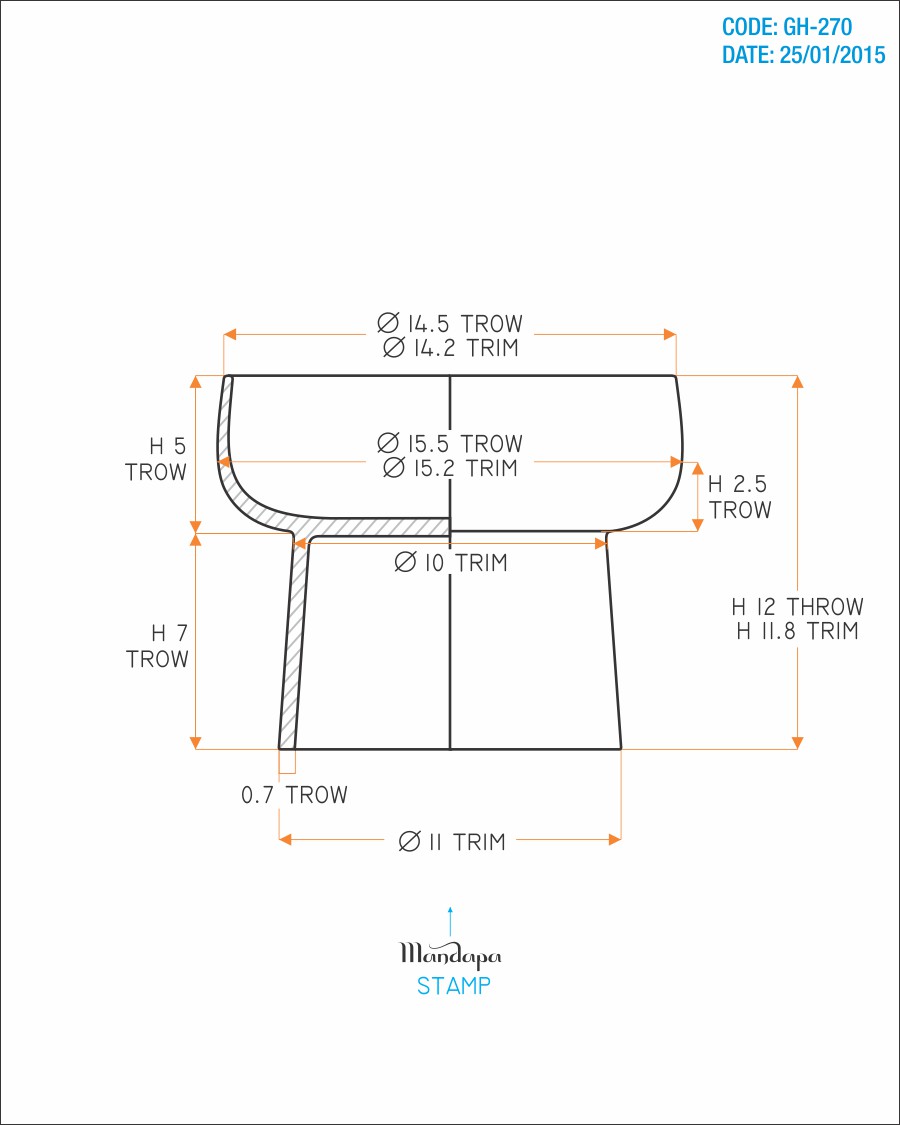 CODE: GH-270
DATE: 25/01/2015
Ø 14.5 TROW
Ø 14.2 TRIM
H 5
TROW
Ø 15.5 TROW
Ø 15.2 TRIM
H 2.5
TROW
Ø 10 TRIM
H 12 THROW
H 11.8 TRIM
H 7
TROW
0.7 TROW
Ø 11 TRIM
Mandapa
STAMP